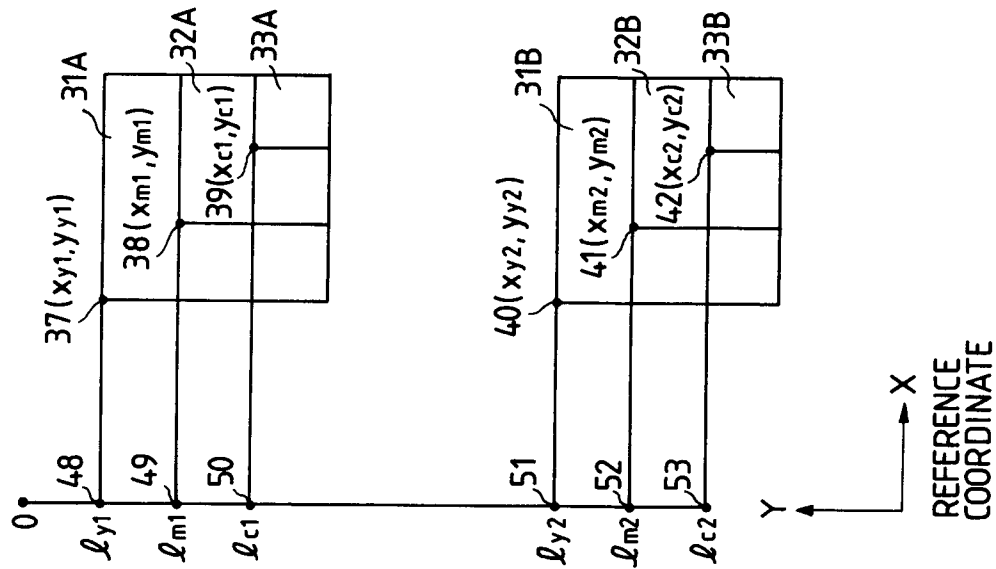 0
48
ℓy1
37(xy1,yy1)
31A
49
ℓm1
38(xm1,ym1)
32A
50
ℓc1
39(xc1,yc1)
33A
51
ℓy2
40(xy2,yy2)
31B
52
ℓm2
41(xm2,ym2)
32B
53
ℓc2
42(xc2,yc2)
33B
Y
X
REFERENCE
COORDINATE